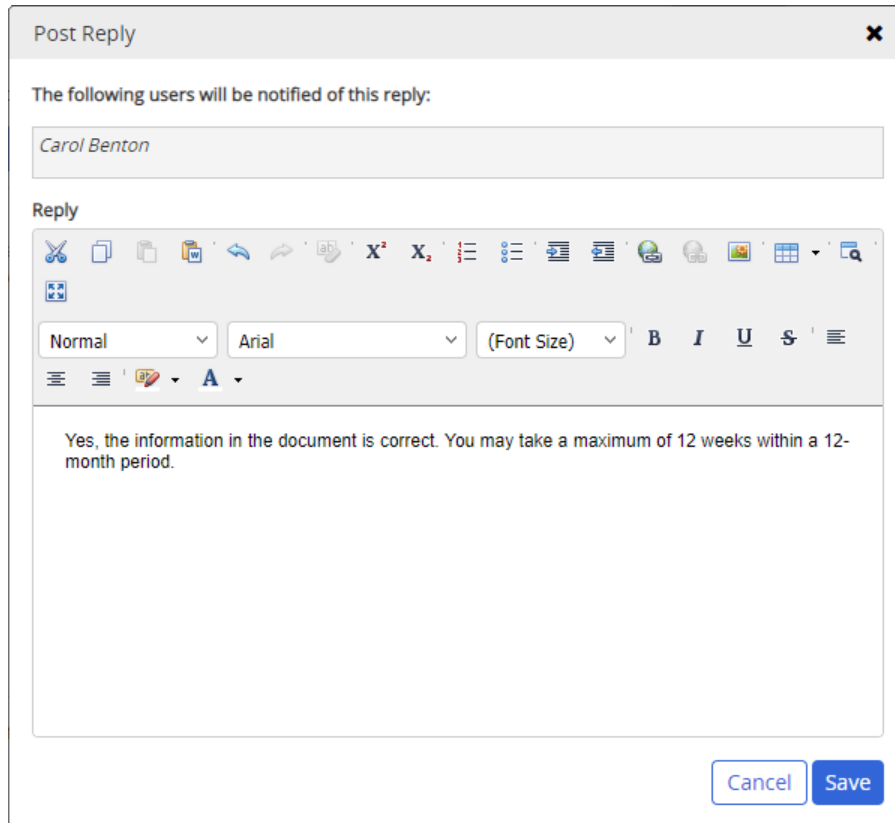 Post Reply
The following users will be notified of this reply:
Carol Benton
Reply
Normal Arial (Font Size) B I U S
A
Yes, the information in the document is correct. You may take a maximum of 12 weeks within a 12-
month period.
Cancel Save